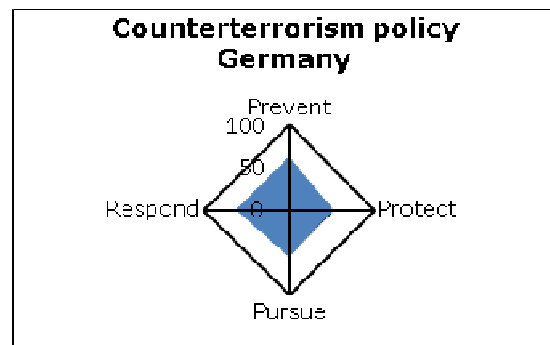 Counterterrorism policy
Germany
Prevent
100
50
Respond
0
Protect
Pursue